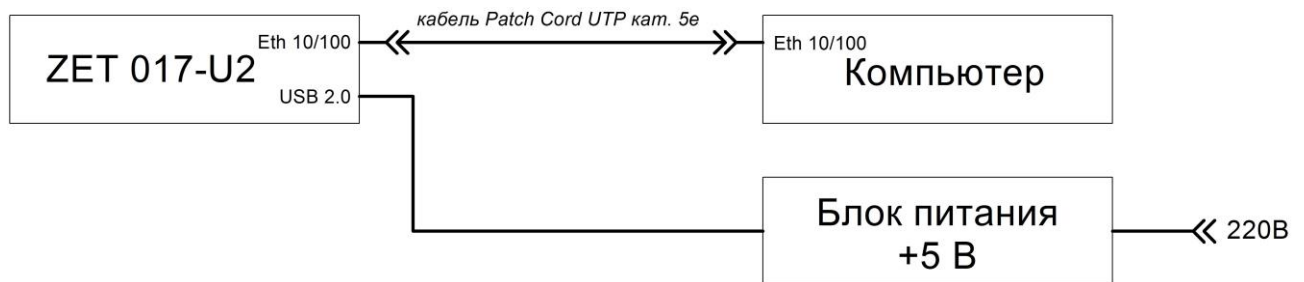 кабель Patch Cord UTP кат. 5е
Eth 10/100
Eth 10/100
ZET 017-U2
Компьютер
USB 2.0
Блок питания
+5 В
220В